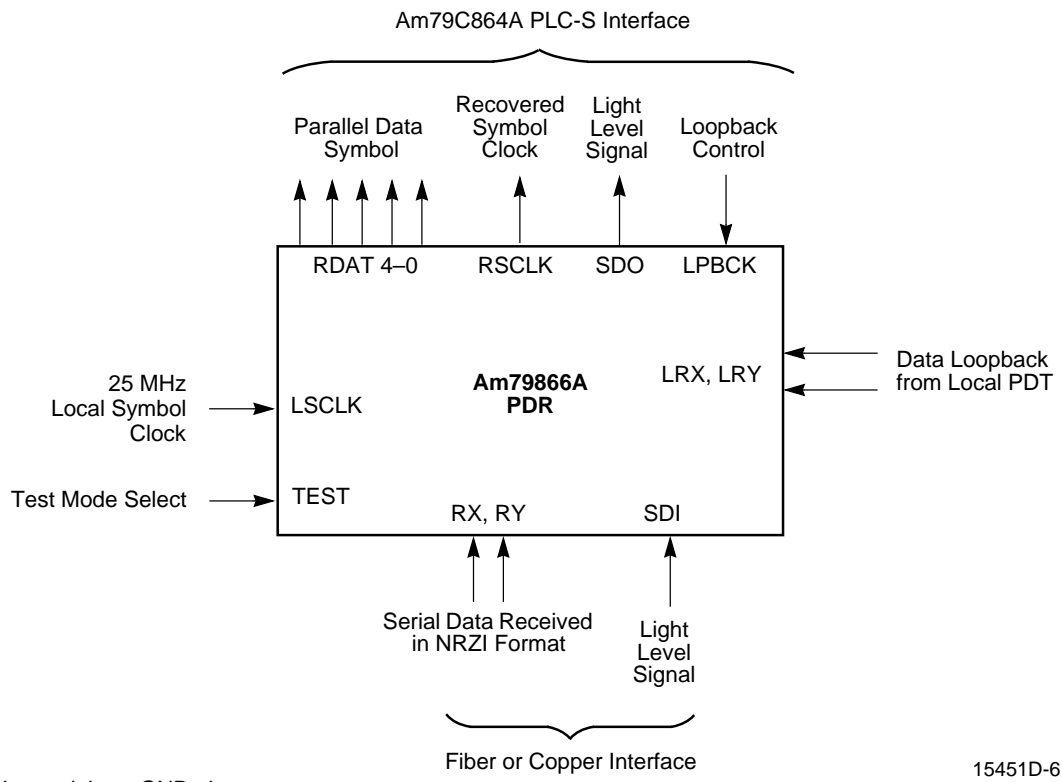 Am79C864A PLC-S Interface
Parallel Data
Symbol
Recovered
Symbol
Clock
Light
Level
Signal
Loopback
Control
RDAT 4–0
RSCLK
SDO
LPBCK
25 MHz
Local Symbol
Clock
LSCLK
Am79866A
PDR
LRX, LRY
Data Loopback
from Local PDT
Test Mode Select
TEST
RX, RY
SDI
Serial Data Received
in NRZI Format
Light
Level
Signal
Fiber or Copper Interface
15451D-6